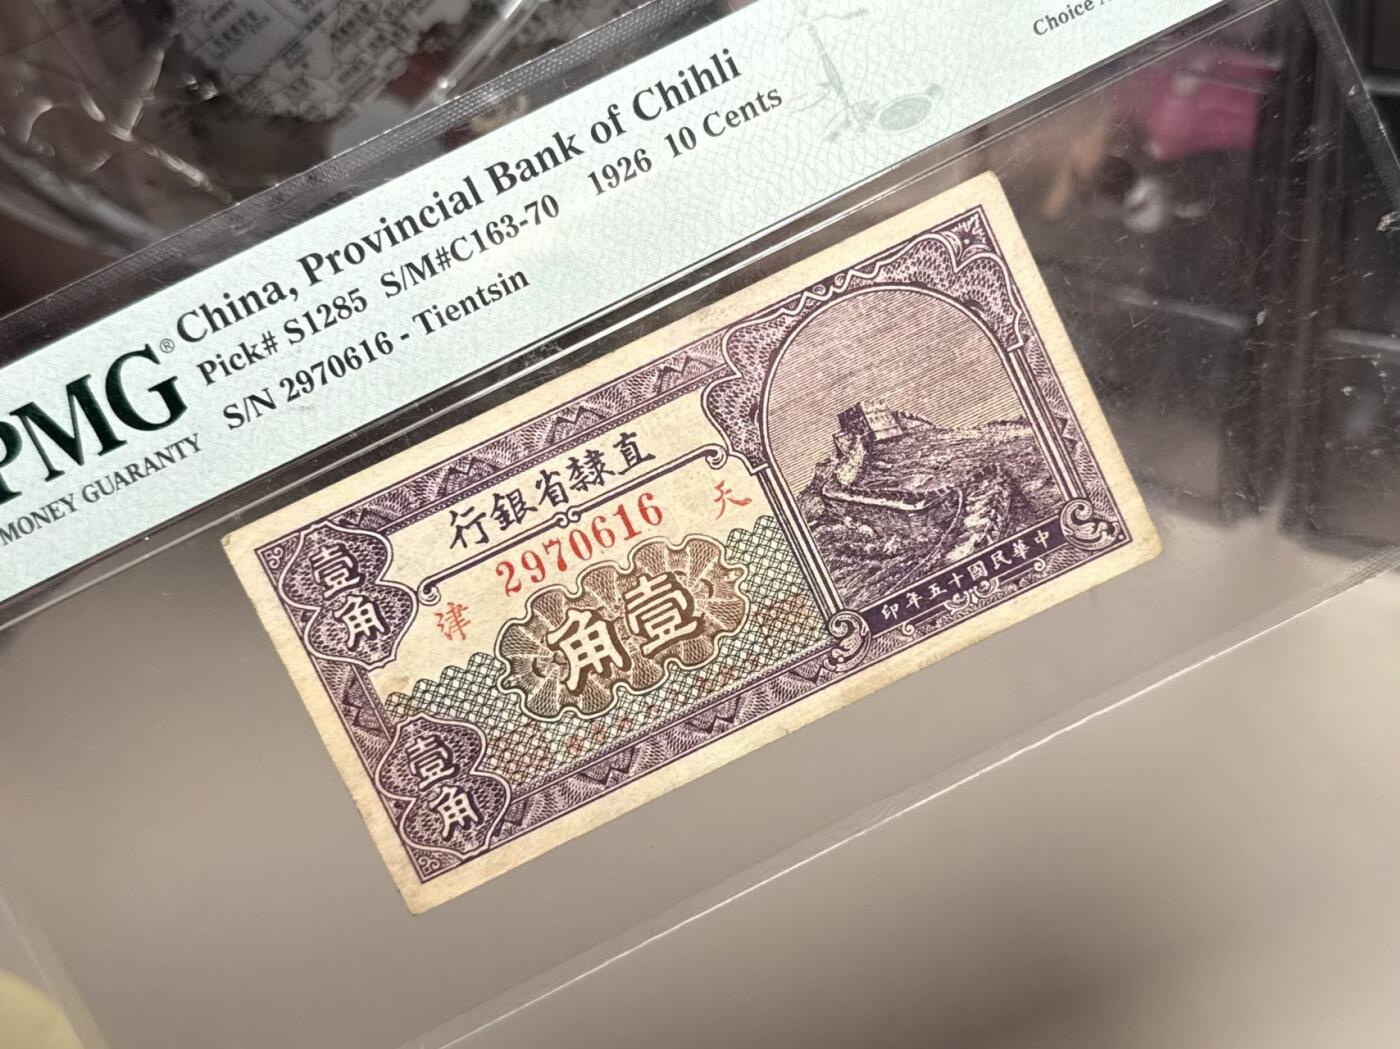 Choice
PMG®
MONEY GUARANTY
China, Provincial Bank of Chihli
Pick# S1285 S/M#C163-70 1926 10 Cents
S/N 2970616 - Tientsin
直隸省銀行
2970616
天
津
壹角
壹角
壹角
中華民國十五年印